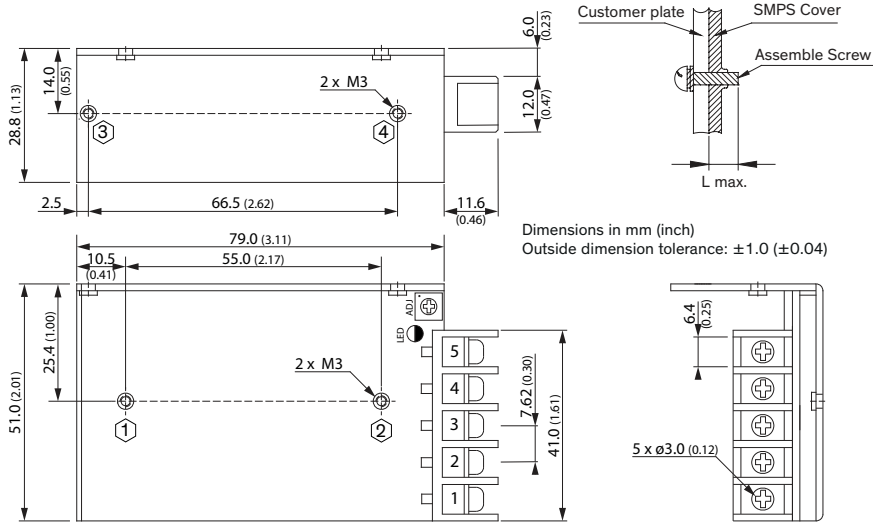 Customer plate
SMPS Cover
Assemble Screw
L max.
6.0 (0.23)
14.0 (0.55)
28.8 (1.13)
2 x M3
3
4
12.0 (0.47)
2.5
66.5 (2.62)
11.6 (0.46)
Dimensions in mm (inch)
Outside dimension tolerance: ±1.0 (±0.04)
79.0 (3.11)
10.5 (0.41)
55.0 (2.17)
ADJ
LED
51.0 (2.01)
25.4 (1.00)
2 x M3
1
2
5
4
3
2
1
7.62 (0.30)
41.0 (1.61)
6.4 (0.25)
5 x ø3.0 (0.12)